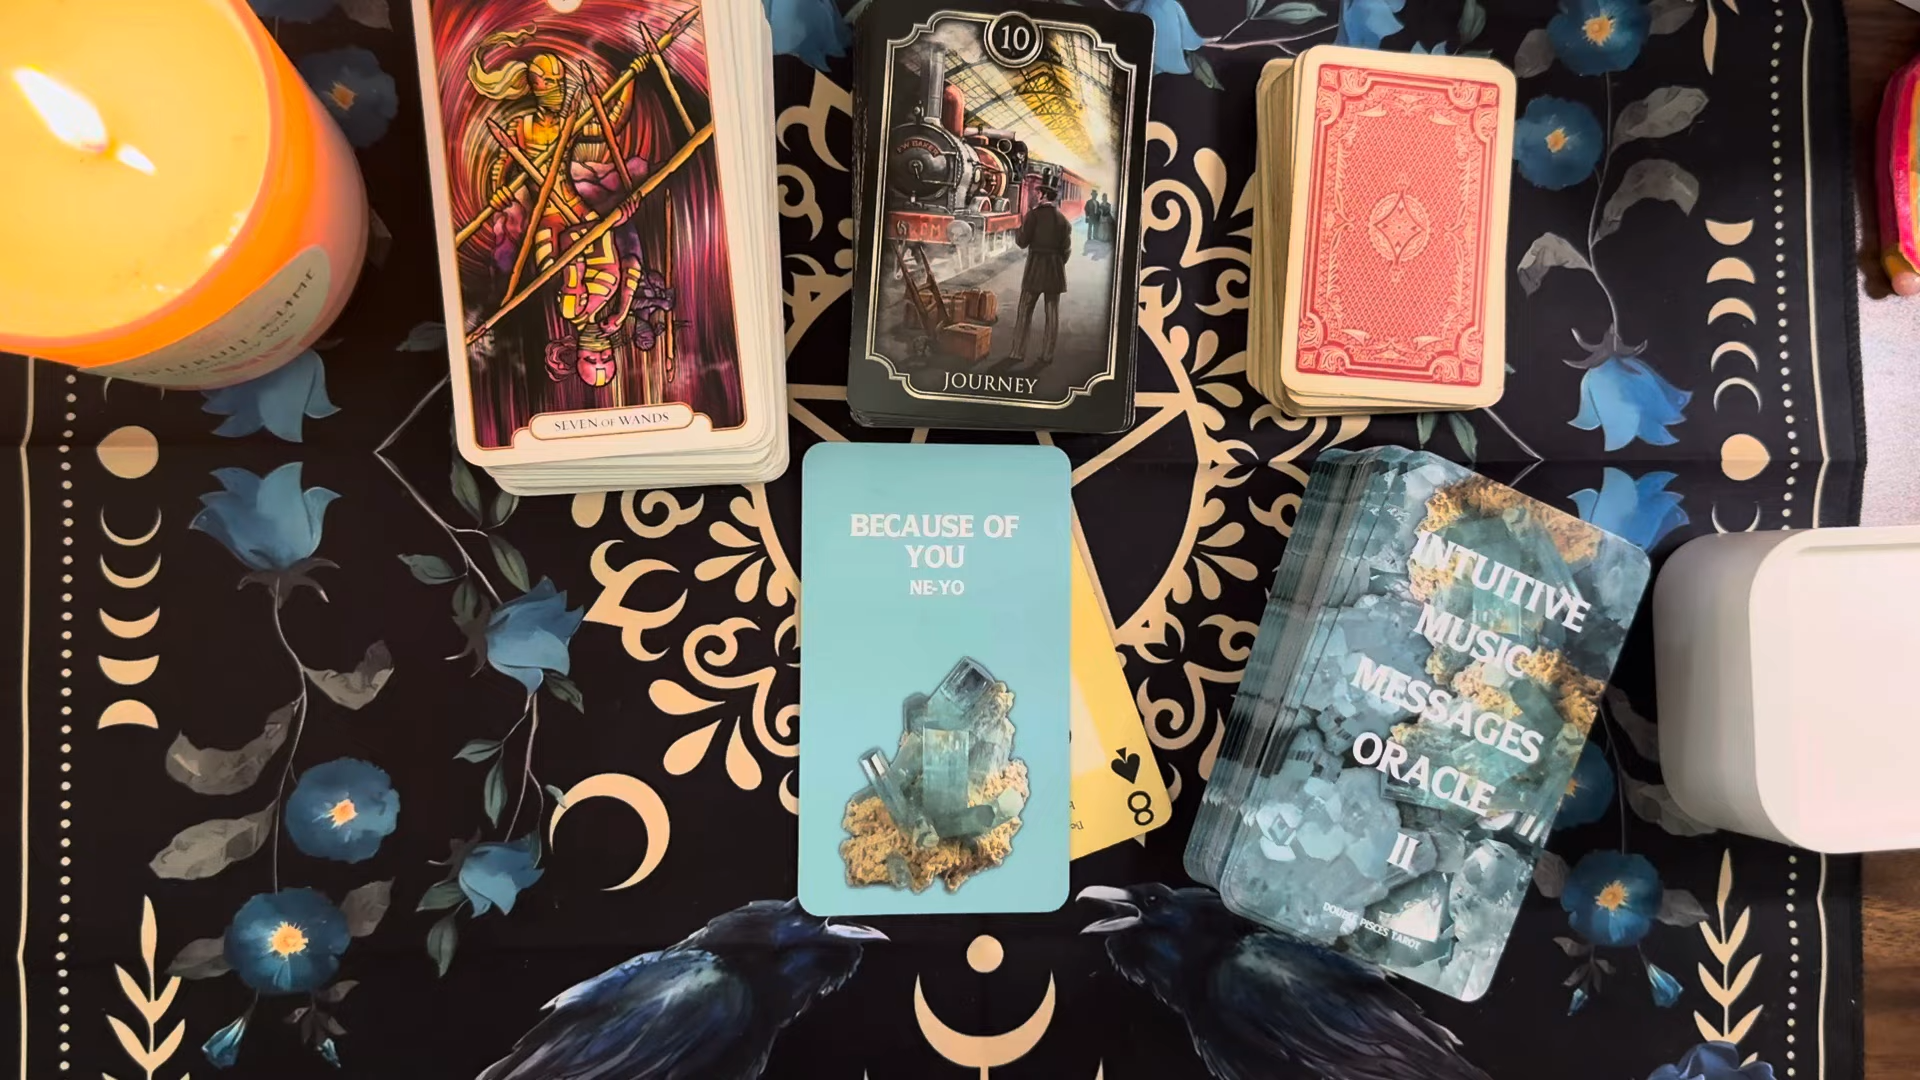 10
JOURNEY
SEVEN OF WANDS
BECAUSE OF
YOU
NE-YO
8
INTUITIVE
MUSIC
MESSAGES
ORACLE
II
DOUBLE PISCES TAROT